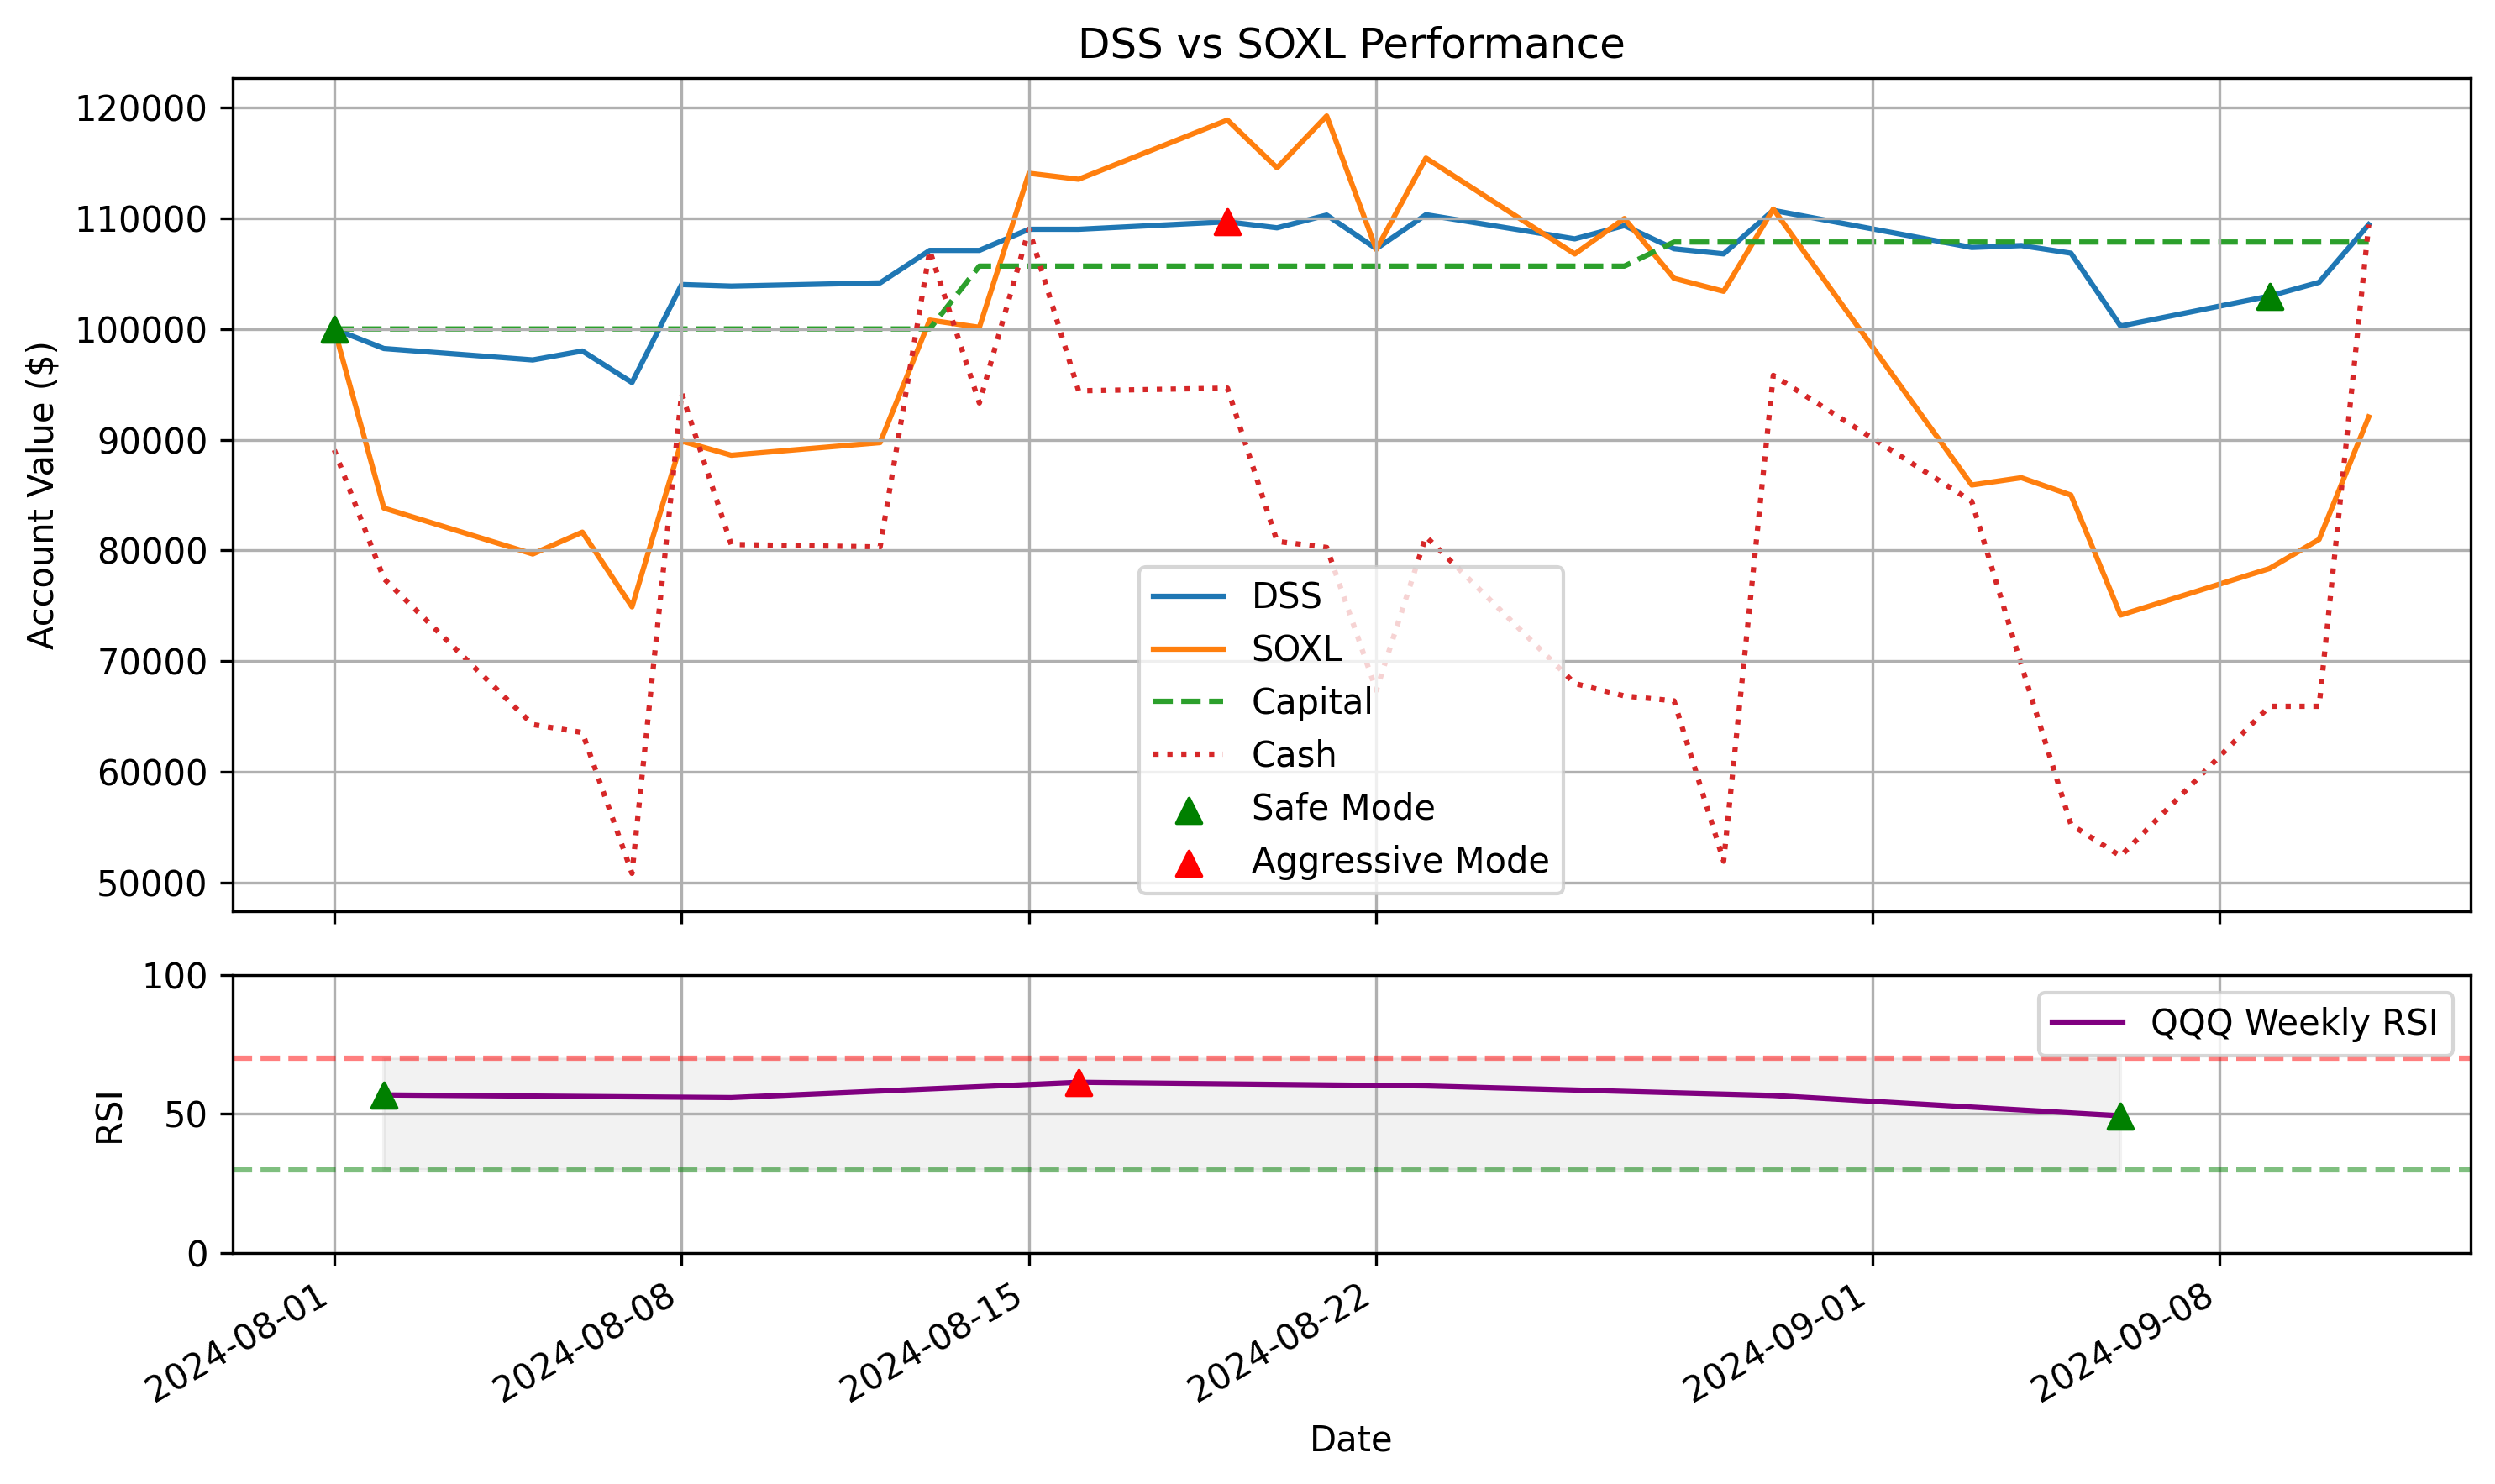 DSS vs SOXL Performance
Account Value ($)
120000
110000
100000
90000
80000
70000
60000
50000
DSS
SOXL
Capital
Cash
Safe Mode
Aggressive Mode
RSI
100
50
0
QQQ Weekly RSI
2024-08-01
2024-08-08
2024-08-15
2024-08-22
2024-09-01
2024-09-08
Date